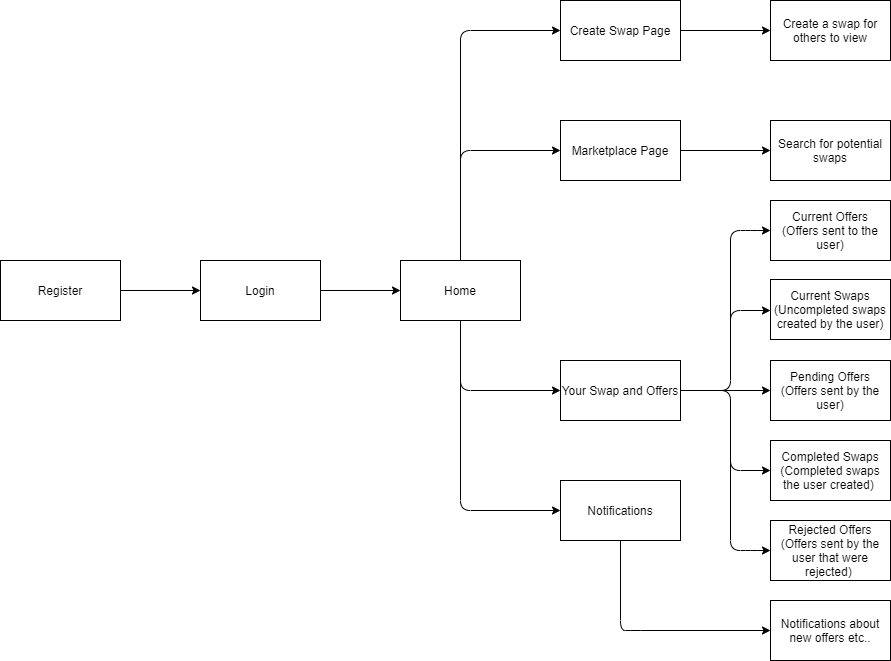 Create Swap Page
Create a swap for
others to view
Marketplace Page
Search for potential
swaps
Current Offers
(Offers sent to the
user)
Register
Login
Home
Current Swaps
(Uncompleted swaps
created by the user)
Your Swap and Offers
Pending Offers
(Offers sent by the
user)
Completed Swaps
(Completed swaps
the user created)
Notifications
Rejected Offers
(Offers sent by the
user that were
rejected)
Notifications about
new offers etc..